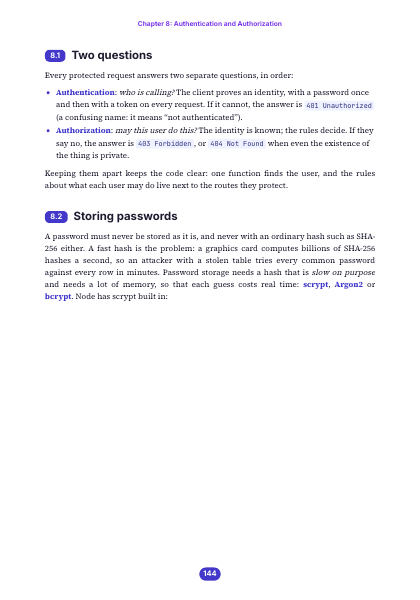 Chapter 8: Authentication and Authorization
8.1 Two questions
Every protected request answers two separate questions, in order:
• Authentication: who is calling? The client proves an identity, with a password once
and then with a token on every request. If it cannot, the answer is 401 Unauthorized
(a confusing name: it means “not authenticated”).
• Authorization: may this user do this? The identity is known; the rules decide. If they
say no, the answer is 403 Forbidden, or 404 Not Found when even the existence of
the thing is private.
Keeping them apart keeps the code clear: one function finds the user, and the rules
about what each user may do live next to the routes they protect.
8.2 Storing passwords
A password must never be stored as it is, and never with an ordinary hash such as SHA-
256 either. A fast hash is the problem: a graphics card computes billions of SHA-256
hashes a second, so an attacker with a stolen table tries every common password
against every row in minutes. Password storage needs a hash that is slow on purpose
and needs a lot of memory, so that each guess costs real time: scrypt, Argon2 or
bcrypt. Node has scrypt built in:
144